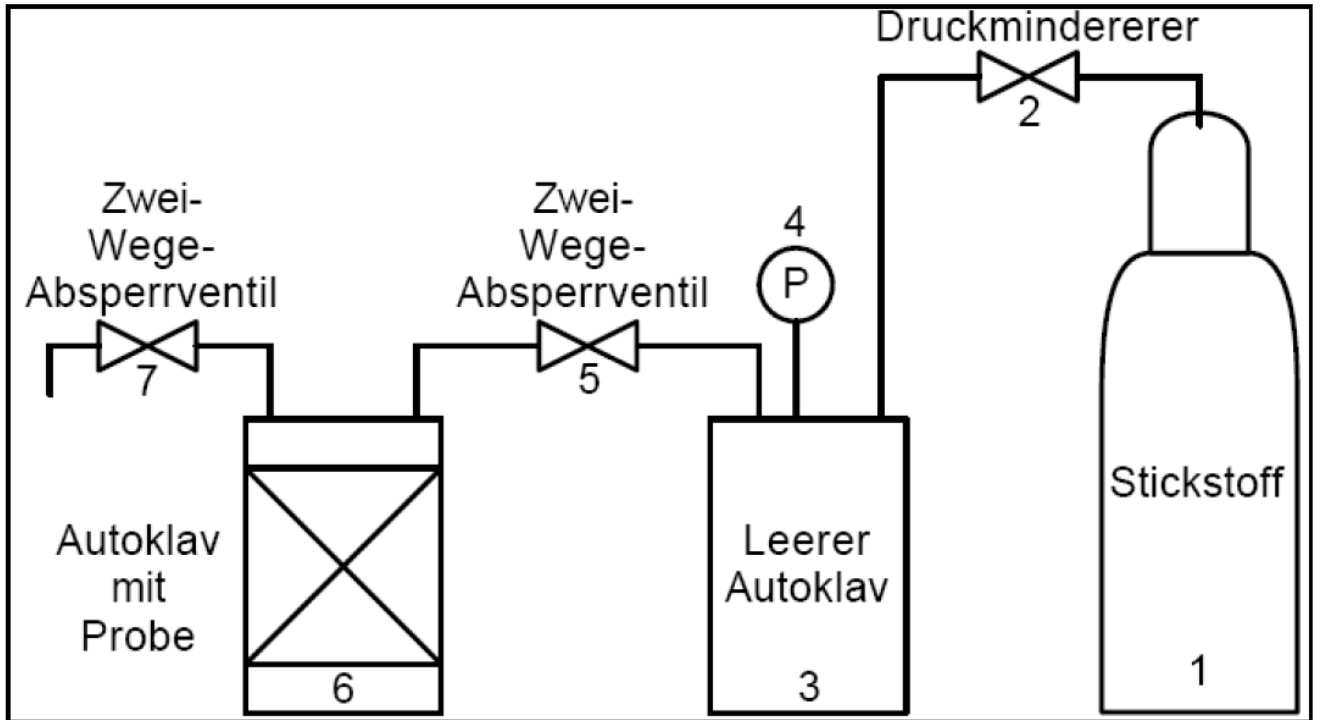 Druckmindererer
2
Zwei-
Wege-
Absperrventil
7
Zwei-
Wege-
Absperrventil
5
4
P
Autoklav
mit
Probe
6
Leerer
Autoklav
3
Stickstoff
1